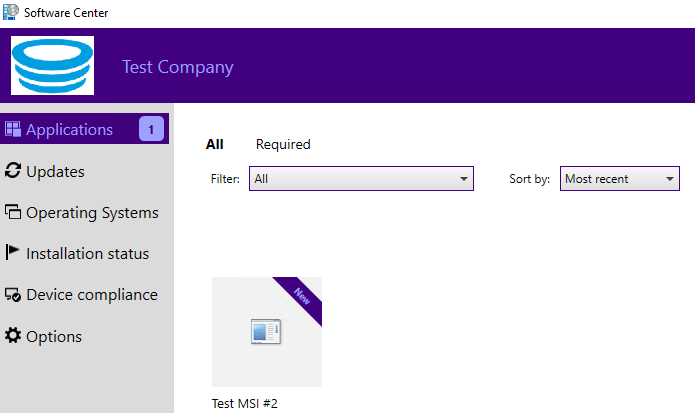 Software Center
Test Company
Applications 1
Updates
Operating Systems
Installation status
Device compliance
Options
All Required
Filter: All Sort by: Most recent
New
Test MSI #2